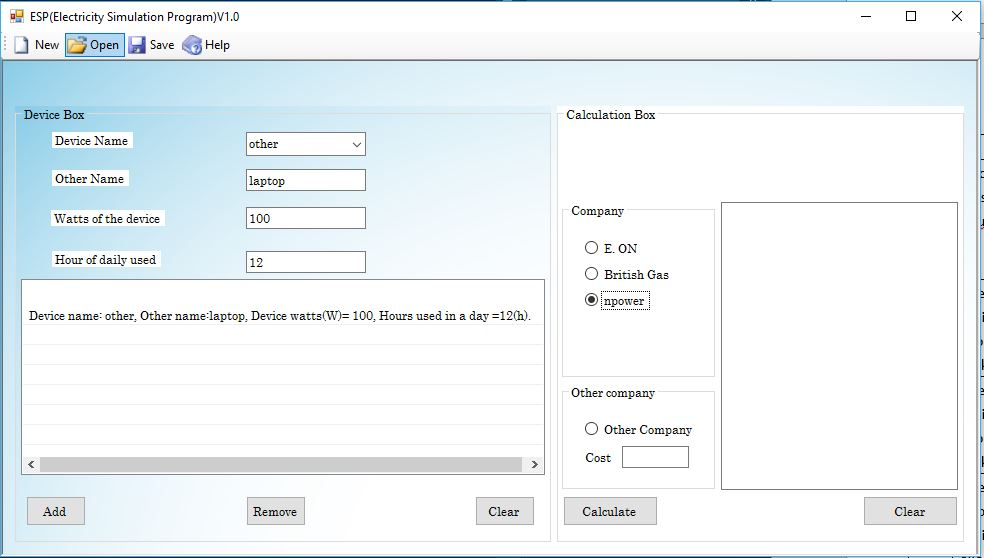 ESP(Electricity Simulation Program)V1.0
New Open Save Help
Device Box
Device Name other
Other Name laptop
Watts of the device 100
Hour of daily used 12
Device name: other, Other name:laptop, Device watts(W)= 100, Hours used in a day =12(h).
Add Remove Clear
Calculation Box
Company
E. ON
British Gas
npower
Other company
Other Company
Cost
Calculate Clear